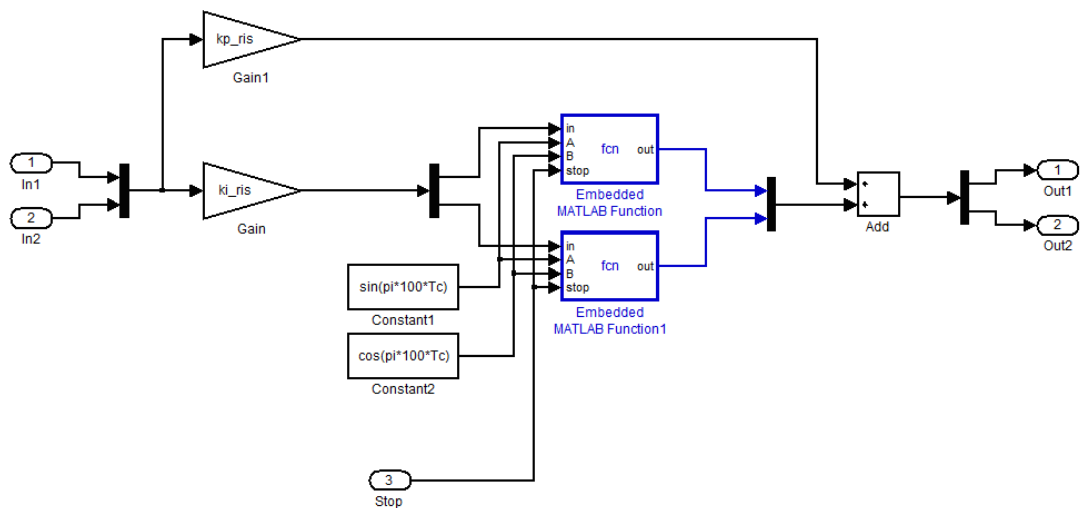 kp_ris
Gain1
1
In1
2
In2
ki_ris
Gain
in
A
B
stop
fcn
out
Embedded
MATLAB Function
in
A
B
stop
fcn
out
Embedded
MATLAB Function1
sin(pi*100*Tc)
Constant1
cos(pi*100*Tc)
Constant2
3
Stop
+
+
Add
1
Out1
2
Out2